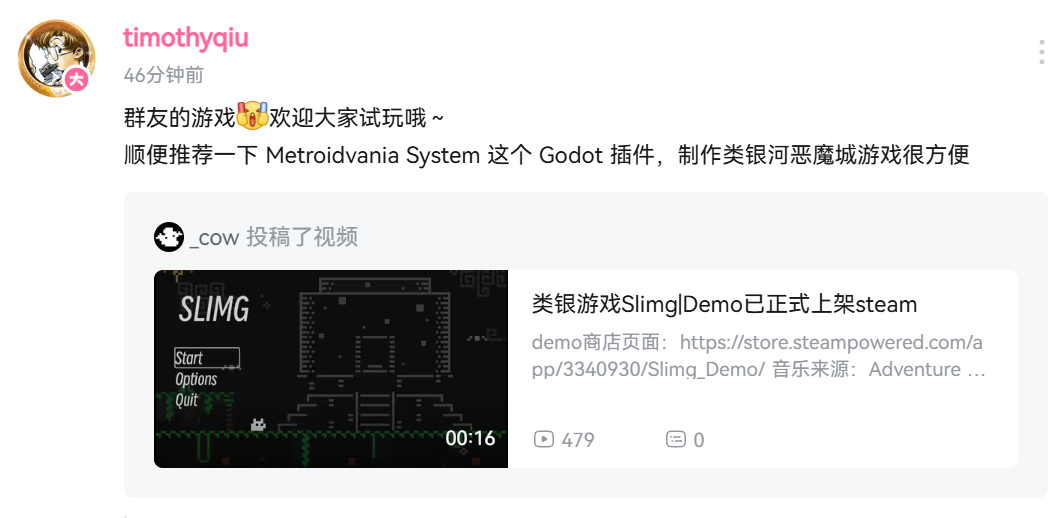 timothyqiu
大
46分钟前
群友的游戏欢迎大家试玩哦~
顺便推荐一下 Metroidvania System 这个 Godot 插件，制作类银河恶魔城游戏很方便
_cow 投稿了视频
SLIMG
Start
Options
Quit
00:16
类银游戏Slimg|Demo已正式上架steam
demo商店页面：https://store.steampowered.com/a
pp/3340930/Slimg_Demo/ 音乐来源：Adventure …
479
0